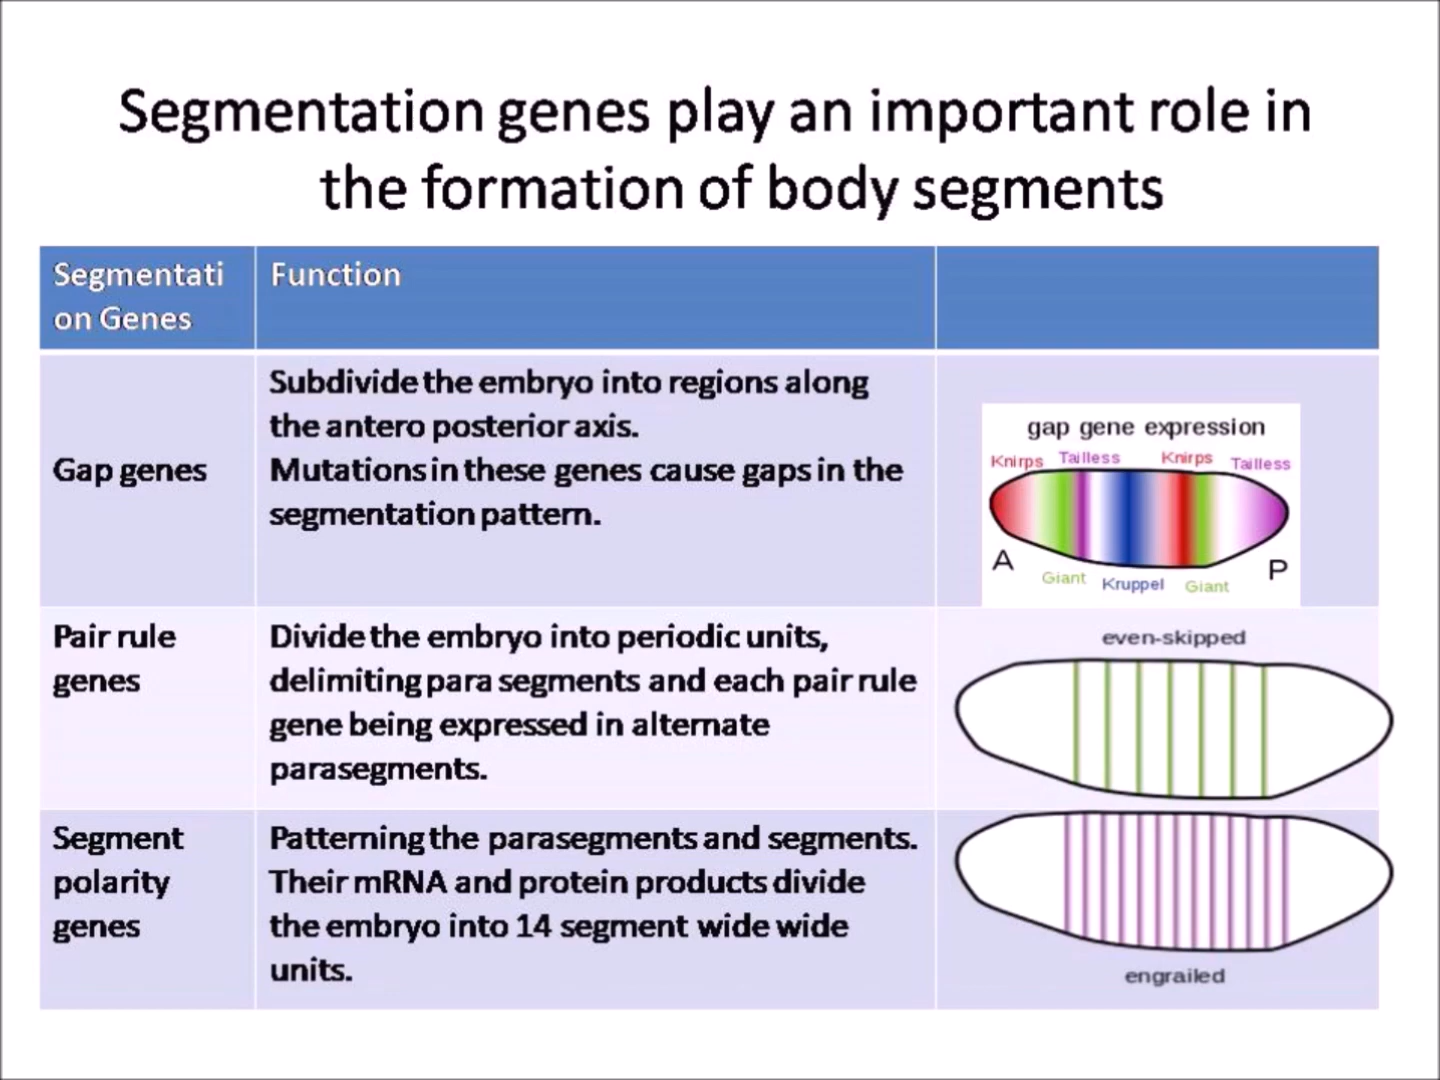 Segmentation genes play an important role in
the formation of body segments
Segmentati
on Genes
Function
Gap genes
Subdivide the embryo into regions along
the antero posterior axis.
Mutations in these genes cause gaps in the
segmentation pattern.
gap gene expression
Knirps Tailless Knirps Tailless
A P
Giant Kruppel Giant
Pair rule
genes
Divide the embryo into periodic units,
delimiting para segments and each pair rule
gene being expressed in alternate
parasegments.
even-skipped
Segment
polarity
genes
Patterning the parasegments and segments.
Their mRNA and protein products divide
the embryo into 14 segment wide wide
units.
engrailed